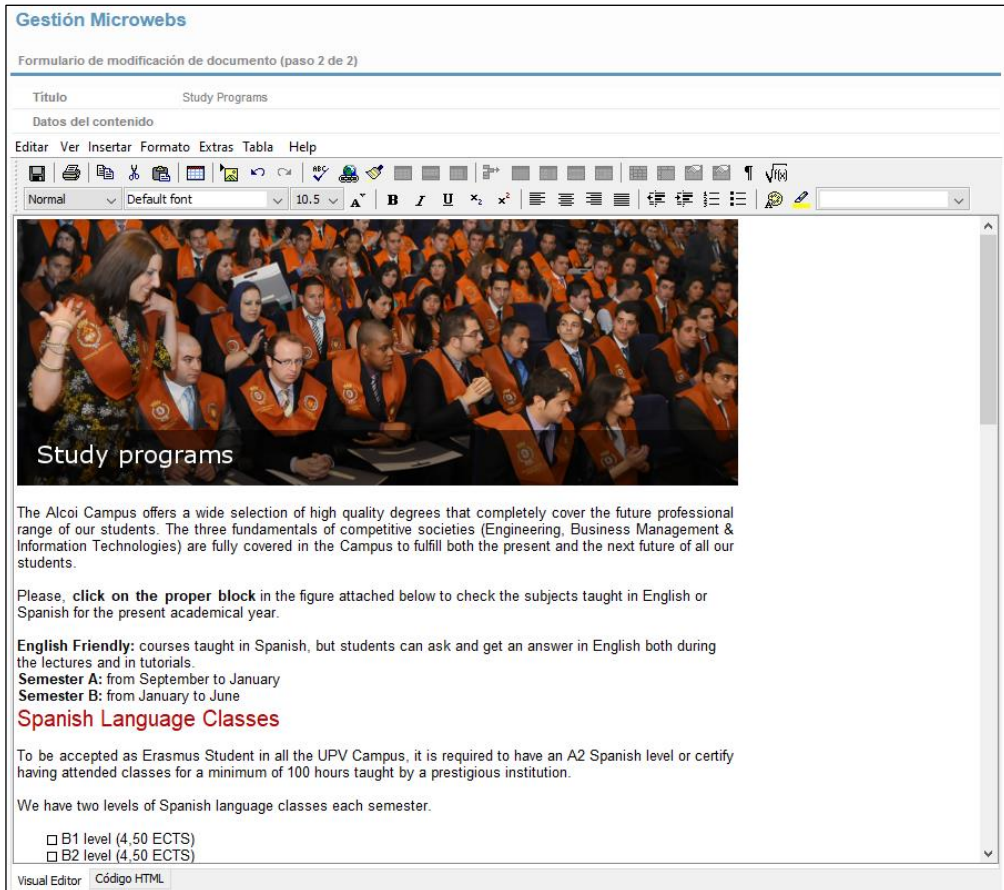 Gestión Microwebs
Formulario de modificación de documento (paso 2 de 2)
Título Study Programs
Datos del contenido
Editar Ver Insertar Formato Extras Tabla Help
ABC √f(x)
Normal Default font 10.5 A B I U x₂ x²
Study programs
The Alcoi Campus offers a wide selection of high quality degrees that completely cover the future professional
range of our students. The three fundamentals of competitive societies (Engineering, Business Management &
Information Technologies) are fully covered in the Campus to fulfill both the present and the next future of all our
students.
Please, click on the proper block in the figure attached below to check the subjects taught in English or
Spanish for the present academical year.
English Friendly: courses taught in Spanish, but students can ask and get an answer in English both during
the lectures and in tutorials.
Semester A: from September to January
Semester B: from January to June
Spanish Language Classes
To be accepted as Erasmus Student in all the UPV Campus, it is required to have an A2 Spanish level or certify
having attended classes for a minimum of 100 hours taught by a prestigious institution.
We have two levels of Spanish language classes each semester.
B1 level (4,50 ECTS)
B2 level (4,50 ECTS)
Visual Editor Código HTML